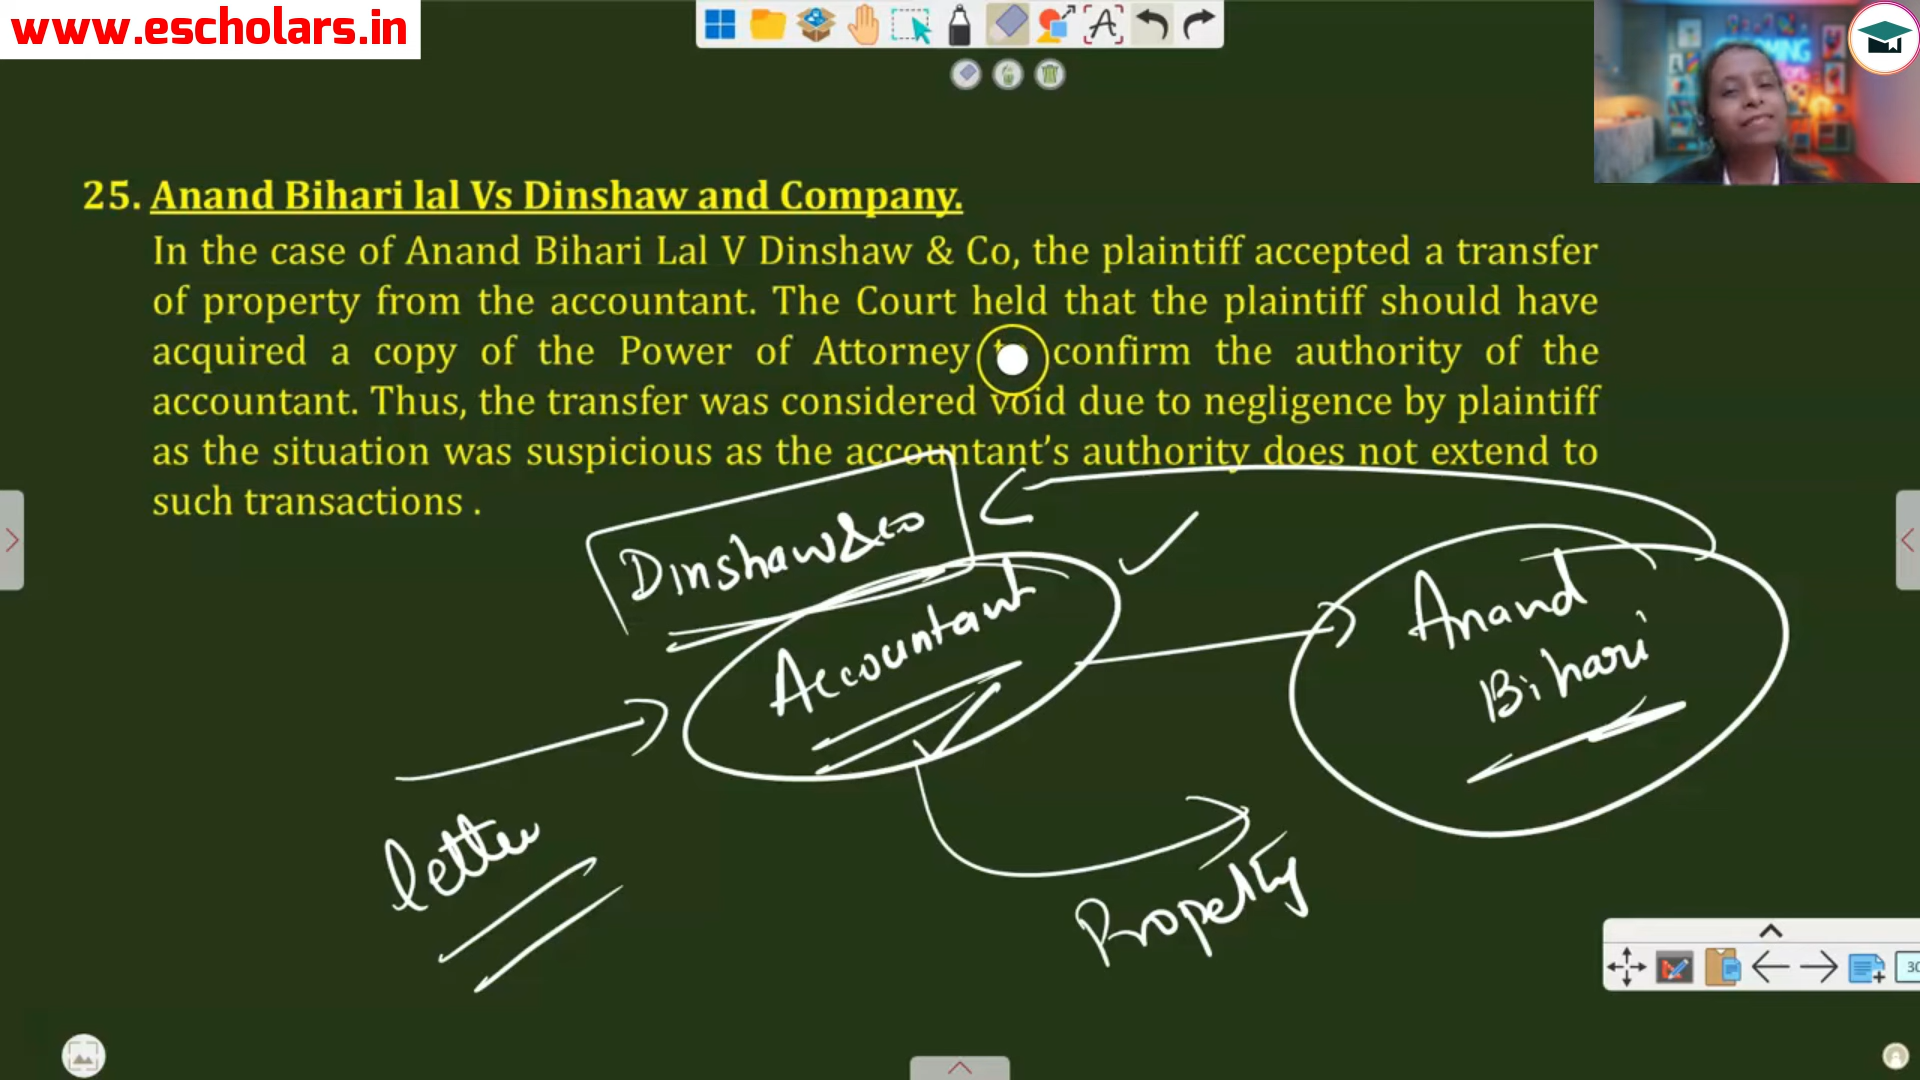 www.escholars.in
25. Anand Bihari lal Vs Dinshaw and Company.
In the case of Anand Bihari Lal V Dinshaw & Co, the plaintiff accepted a transfer
of property from the accountant. The Court held that the plaintiff should have
acquired a copy of the Power of Attorney confirm the authority of the
accountant. Thus, the transfer was considered void due to negligence by plaintiff
as the situation was suspicious as the accountant’s authority does not extend to
such transactions .
Dinshaw & co
Accountant
Anand
Bihari
letter
Property
30